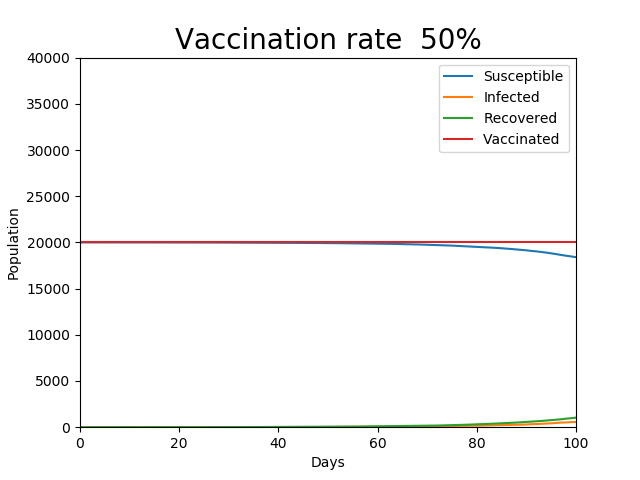 Vaccination rate  50%
Susceptible
Infected
Recovered
Vaccinated
Population
40000
35000
30000
25000
20000
15000
10000
5000
0
0 20 40 60 80 100
Days